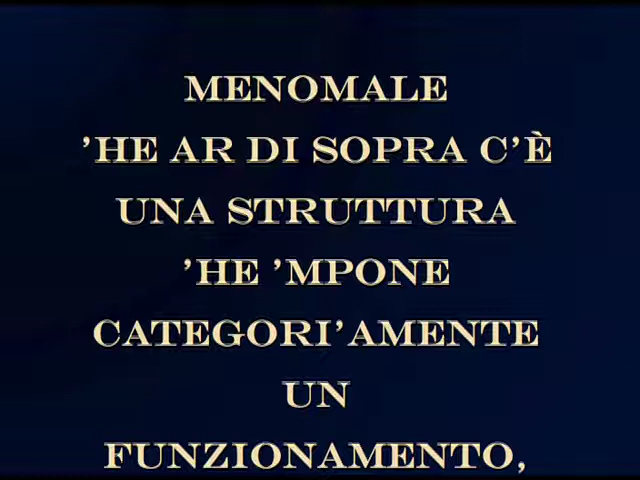 MENOMALE
’HE AR DI SOPRA C’È
UNA STRUTTURA
’HE ’MPONE
CATEGORI’AMENTE
UN
FUNZIONAMENTO,